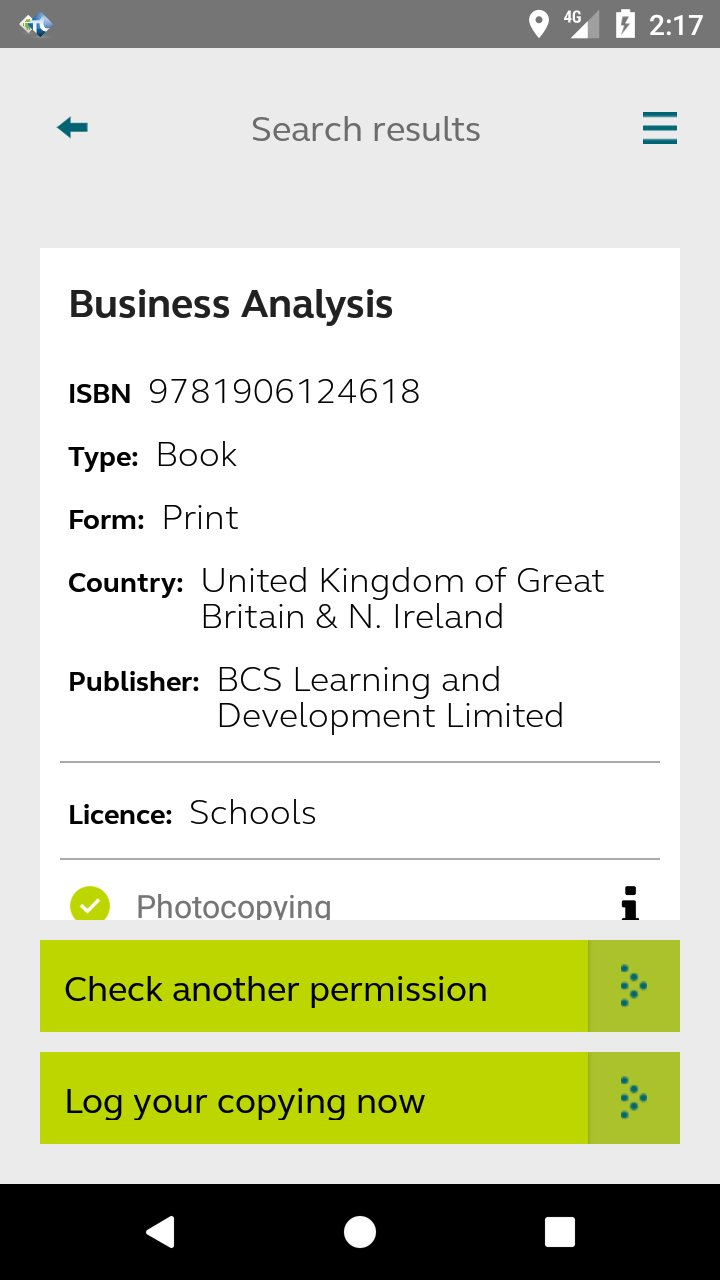 4G 2:17
Search results
Business Analysis
ISBN 9781906124618
Type: Book
Form: Print
Country: United Kingdom of Great
Britain & N. Ireland
Publisher: BCS Learning and
Development Limited
Licence: Schools
Photocopying
Check another permission
Log your copying now